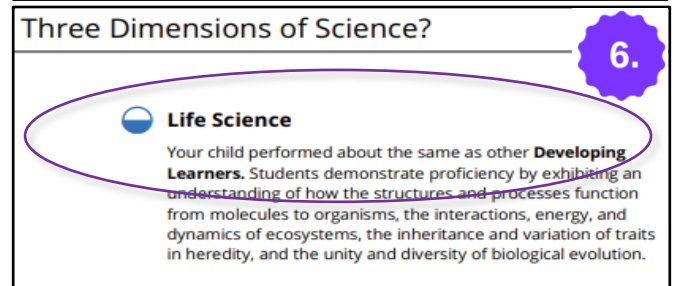 Three Dimensions of Science?
6.
Life Science
Your child performed about the same as other Developing
Learners. Students demonstrate proficiency by exhibiting an
understanding of how the structures and processes function
from molecules to organisms, the interactions, energy, and
dynamics of ecosystems, the inheritance and variation of traits
in heredity, and the unity and diversity of biological evolution.